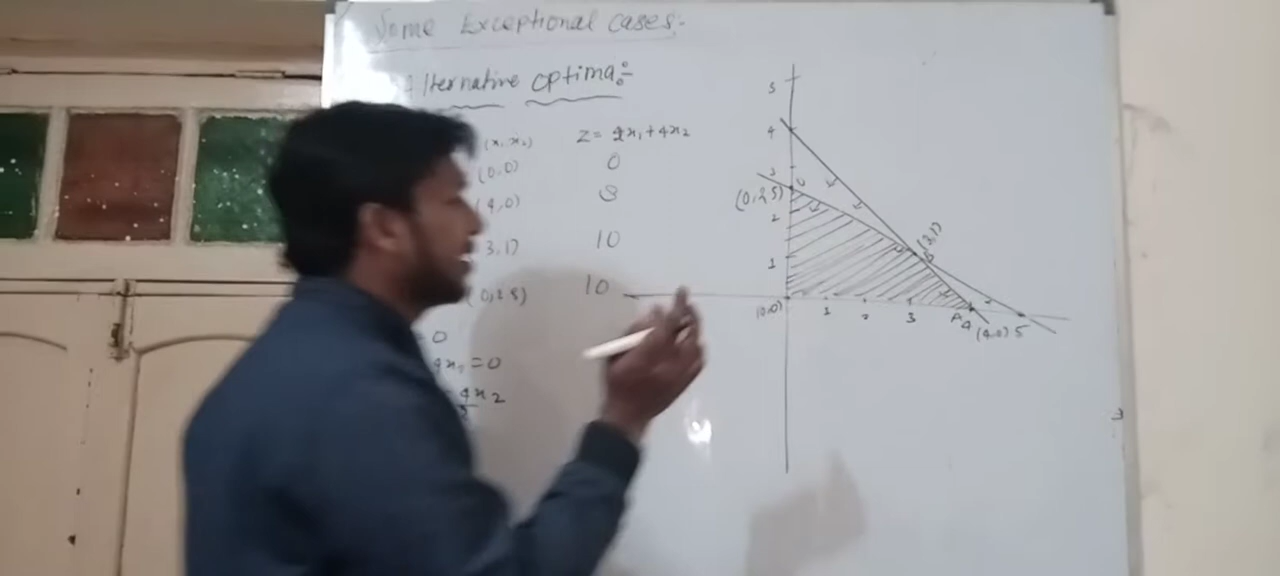 Some Exceptional cases:-
Alternative optima:-
(x₁, x₂) Z = 2x₁ + 4x₂
(0,0) 0
(4,0) 8
3,1) 10
(0,2.5) 10
= 0
4x₂ = 0
4x₂
2
5
4
3
(0,2.5)
2
1
(0,0) 1 2 3 A 4 (4,0) 5
(3,1)
B